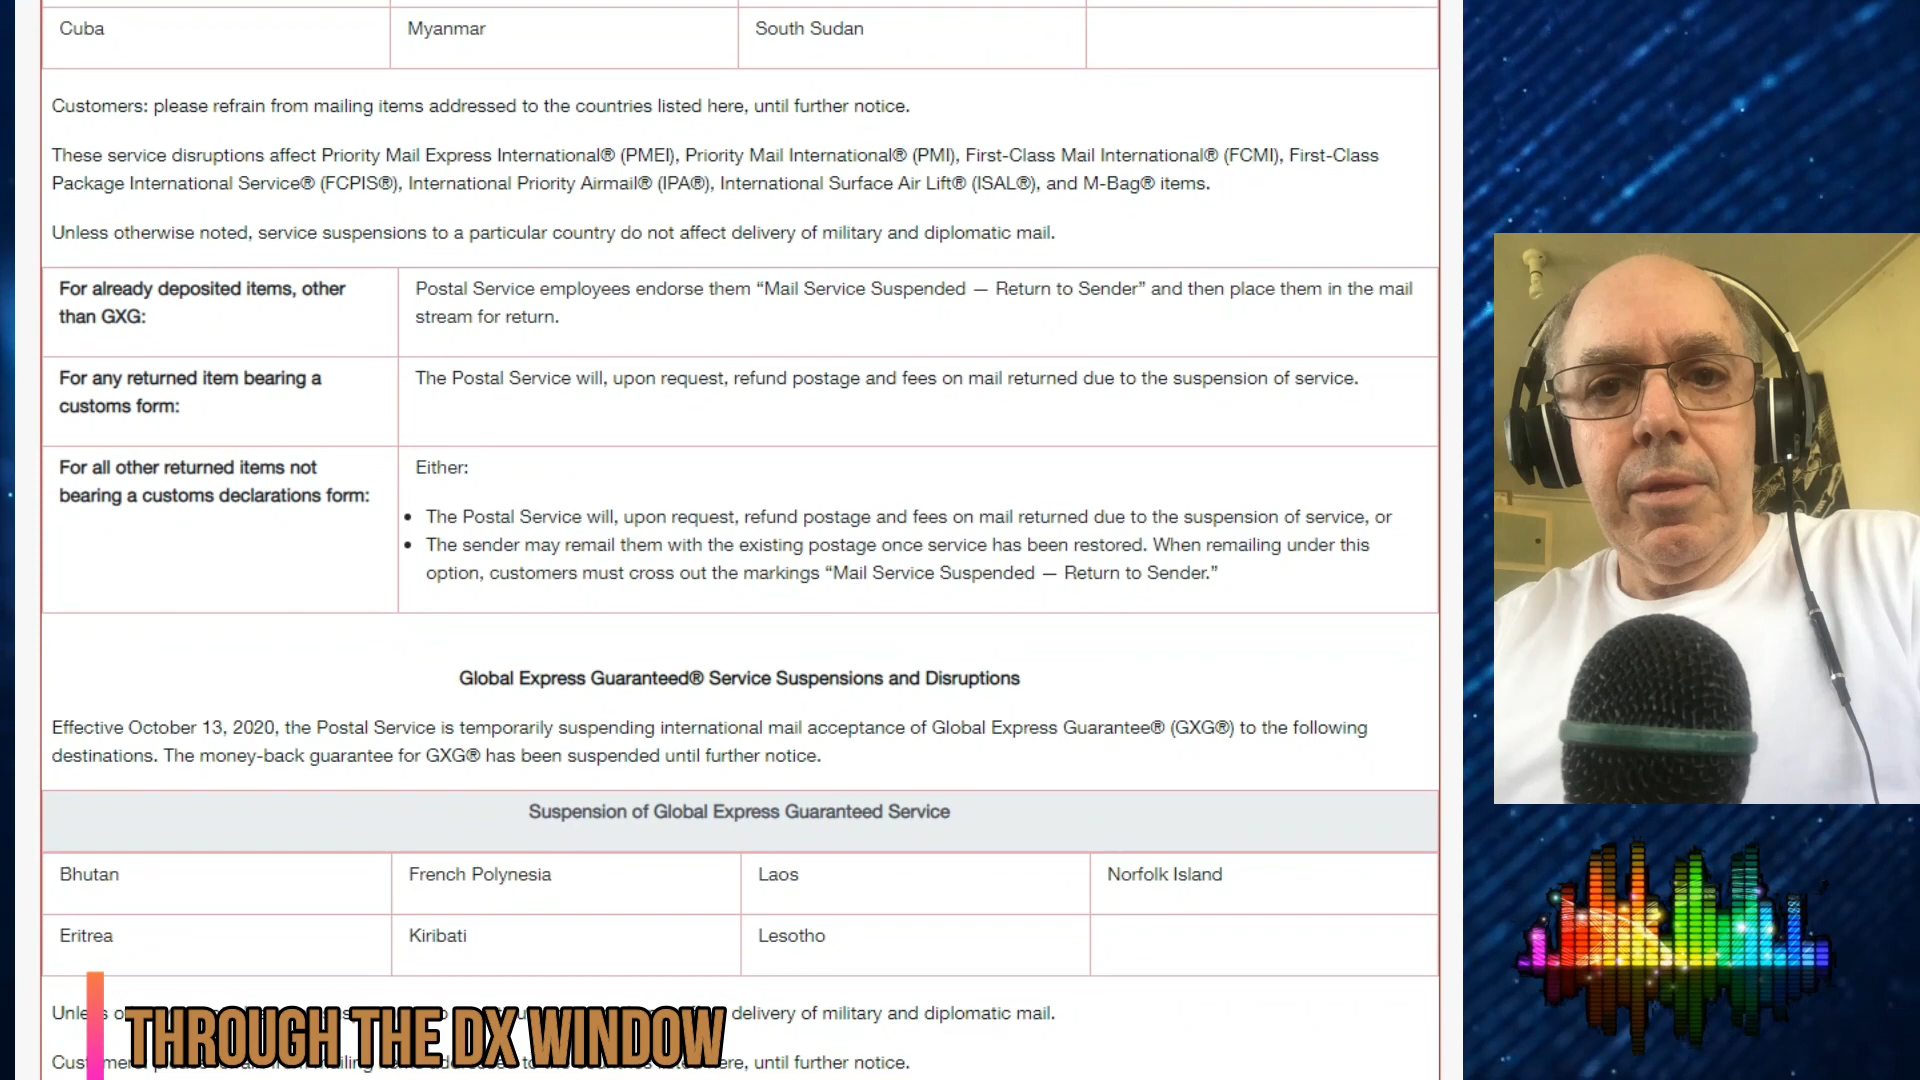 Cuba Myanmar South Sudan
Customers: please refrain from mailing items addressed to the countries listed here, until further notice.
These service disruptions affect Priority Mail Express International® (PMEI), Priority Mail International® (PMI), First-Class Mail International® (FCMI), First-Class
Package International Service® (FCPIS®), International Priority Airmail® (IPA®), International Surface Air Lift® (ISAL®), and M-Bag® items.
Unless otherwise noted, service suspensions to a particular country do not affect delivery of military and diplomatic mail.
For already deposited items, other
than GXG:
Postal Service employees endorse them “Mail Service Suspended — Return to Sender” and then place them in the mail
stream for return.
For any returned item bearing a
customs form:
The Postal Service will, upon request, refund postage and fees on mail returned due to the suspension of service.
For all other returned items not
bearing a customs declarations form:
Either:
• The Postal Service will, upon request, refund postage and fees on mail returned due to the suspension of service, or
• The sender may remail them with the existing postage once service has been restored. When remailing under this
option, customers must cross out the markings “Mail Service Suspended — Return to Sender.”
Global Express Guaranteed® Service Suspensions and Disruptions
Effective October 13, 2020, the Postal Service is temporarily suspending international mail acceptance of Global Express Guarantee® (GXG®) to the following
destinations. The money-back guarantee for GXG® has been suspended until further notice.
Suspension of Global Express Guaranteed Service
Bhutan French Polynesia Laos Norfolk Island
Eritrea Kiribati Lesotho
delivery of military and diplomatic mail.
THROUGH THE DX WINDOW
until further notice.